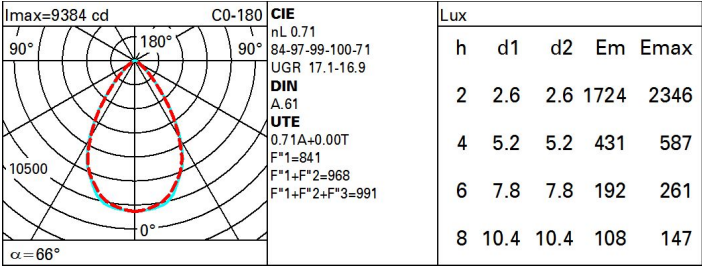 Imax=9384 cd C0-180
90° 180° 90°
10500
0°
α=66°
CIE
nL 0.71
84-97-99-100-71
UGR 17.1-16.9
DIN
A.61
UTE
0.71A+0.00T
F"1=841
F"1+F"2=968
F"1+F"2+F"3=991
Lux
h d1 d2 Em Emax
2 2.6 2.6 1724 2346
4 5.2 5.2 431 587
6 7.8 7.8 192 261
8 10.4 10.4 108 147